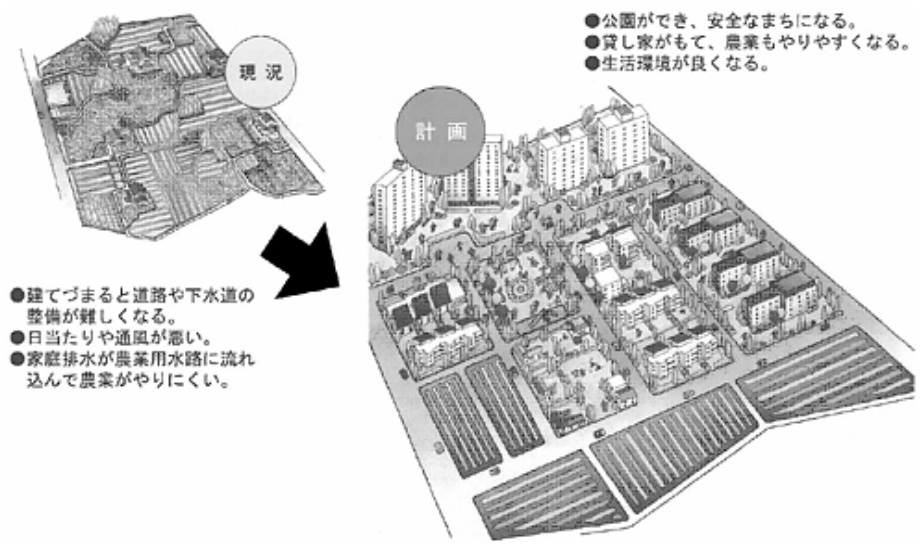 ●公園ができ、安全なまちになる。
●貸し家がもて、農業もやりやすくなる。
●生活環境が良くなる。
現況
計画
●建てづまると道路や下水道の
整備が難しくなる。
●日当たりや通風が悪い。
●家庭排水が農業用水路に流れ
込んで農業がやりにくい。